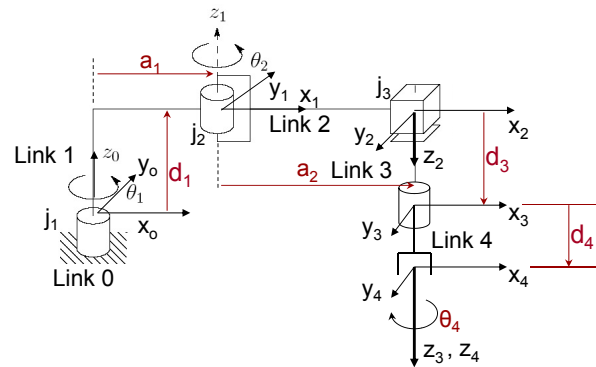 z₁
a₁
θ₂
y₁
x₁
j₃
j₂
Link 2
x₂
y₂
z₂
Link 1
z₀
yₒ
d₁
d₃
θ₁
a₂
Link 3
j₁
xₒ
y₃
x₃
Link 0
Link 4
d₄
y₄
x₄
θ₄
z₃ , z₄